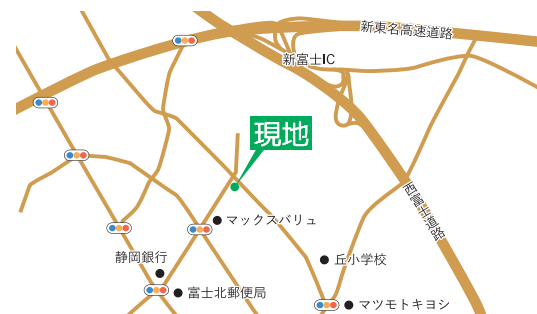 新東名高速道路
新富士IC
現地
西富士道路
マックスバリュ
静岡銀行
丘小学校
富士北郵便局
マツモトキヨシ